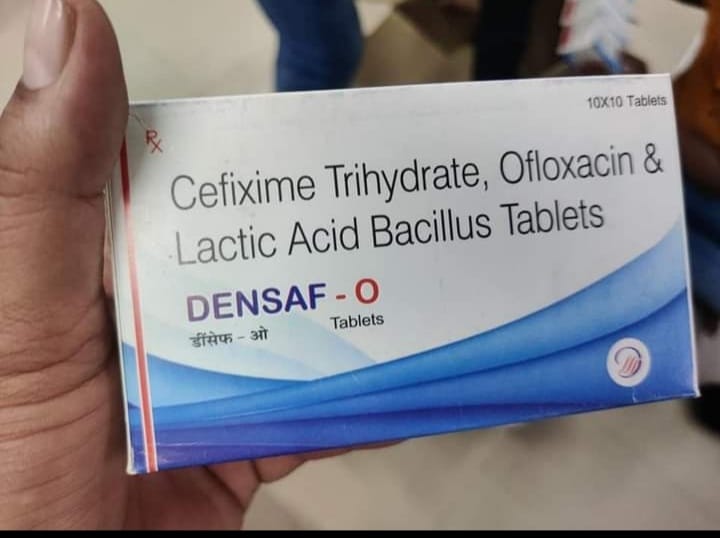 10X10 Tablets
Rx
Cefixime Trihydrate, Ofloxacin &
Lactic Acid Bacillus Tablets
DENSAF - O
Tablets
डींसेफ - ओ